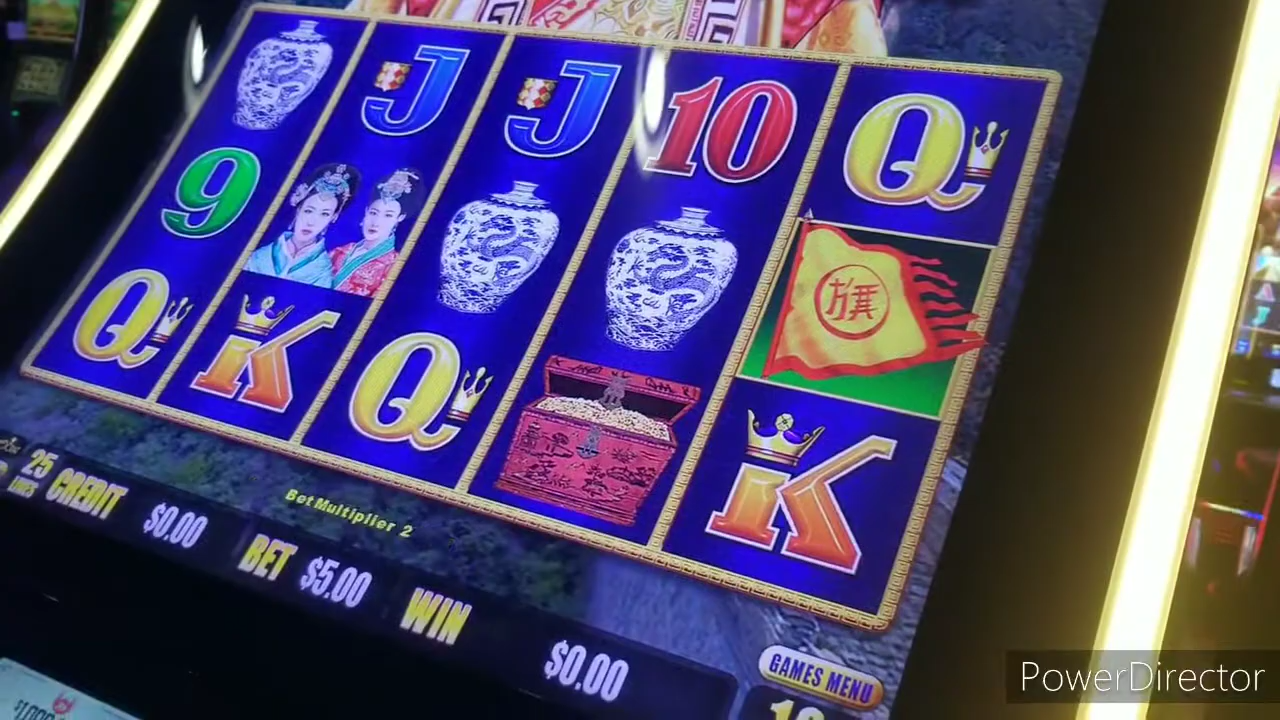 J
J
10
Q
9
旗
Q
K
Q
K
25
LINES
CREDIT
$0.00
Bet Multiplier 2
BET
$5.00
WIN
$0.00
GAMES MENU
PowerDirector